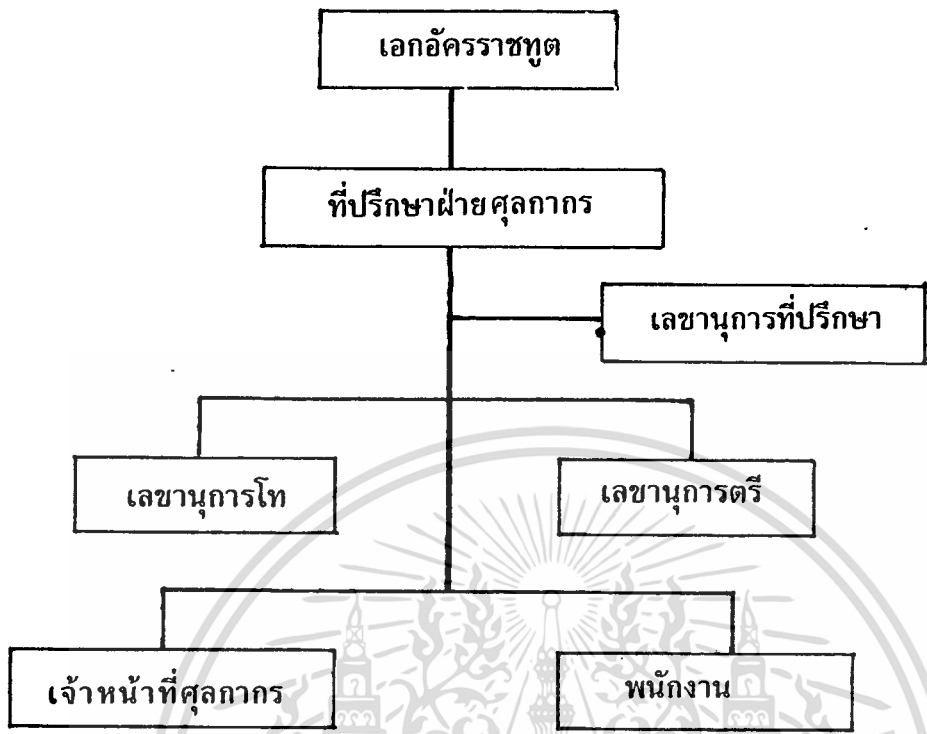 เอกอัครราชทูต
ที่ปรึกษาฝ่ายศุลกากร
เลขานุการที่ปรึกษา
เลขานุการโท
เลขานุการตรี
เจ้าหน้าที่ศุลกากร
พนักงาน